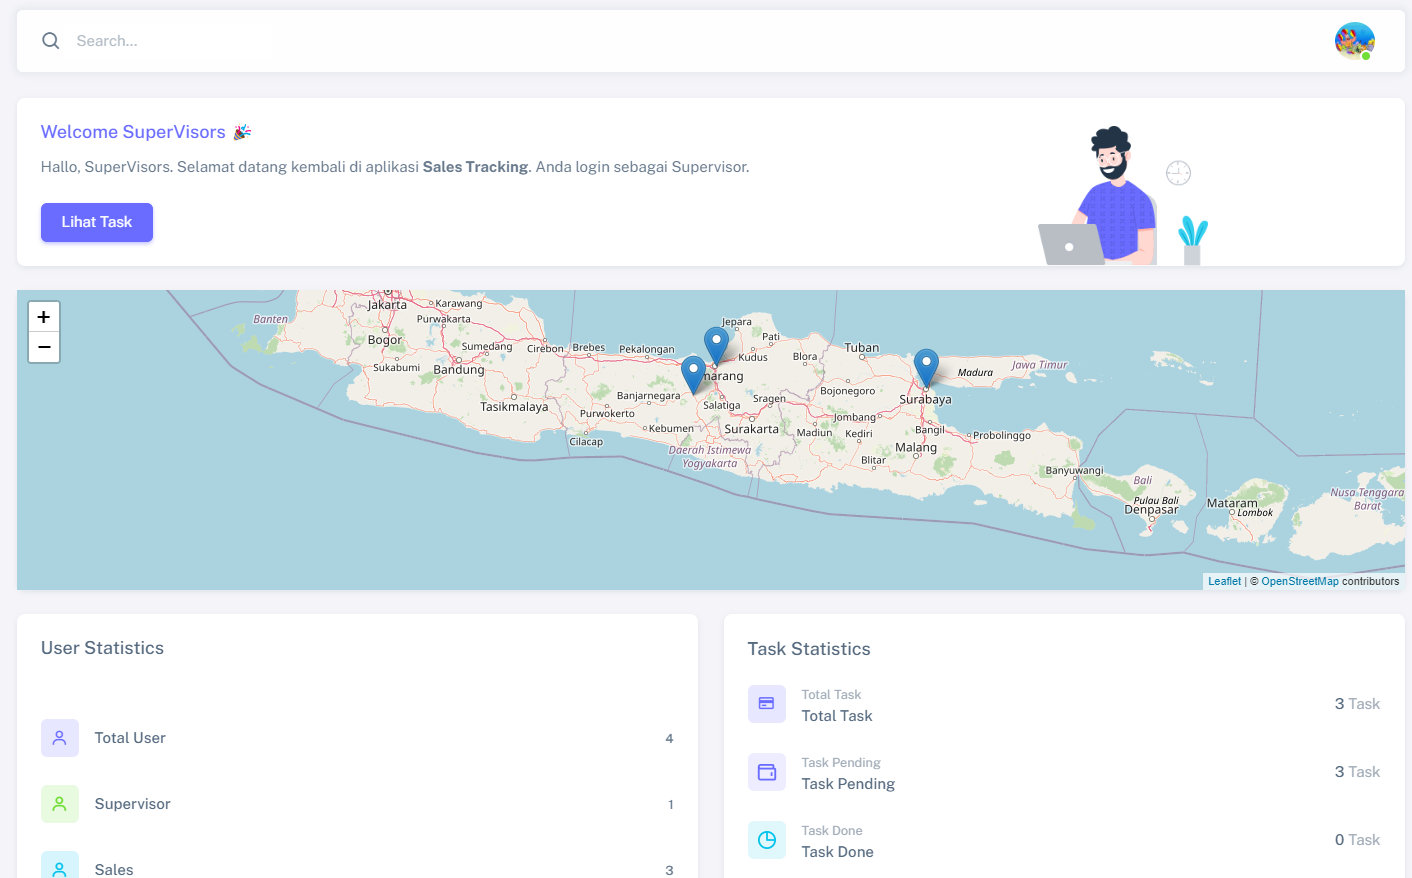 Search...
Welcome SuperVisors 🎉
Hallo, SuperVisors. Selamat datang kembali di aplikasi Sales Tracking. Anda login sebagai Supervisor.
Lihat Task
+
−
Jakarta
Karawang
Banten
Purwakarta
Jepara
Bogor
Sumedang
Cirebon
Brebes
Pekalongan
Pati
Tuban
Kudus
Blora
Sukabumi
Bandung
marang
Madura
Jawa Timur
Banjarnegara
Bojonegoro
Surabaya
Tasikmalaya
Purwokerto
Salatiga
Sragen
Jombang
Kebumen
Surakarta
Madiun
Kediri
Bangil
Probolinggo
Cilacap
Daerah Istimewa
Yogyakarta
Malang
Blitar
Banyuwangi
Bali
Pulau Bali
Denpasar
Mataram
Lombok
Nusa Tenggara
Barat
Leaflet | © OpenStreetMap contributors
User Statistics
Total User 4
Supervisor 1
Sales 3
Task Statistics
Total Task
Total Task 3 Task
Task Pending
Task Pending 3 Task
Task Done
Task Done 0 Task